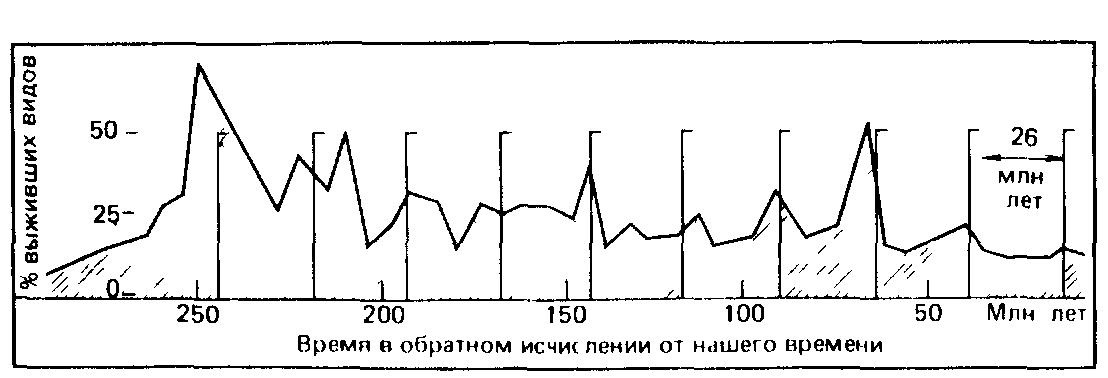 % выживших видов
50
25
0
26
млн
лет
250
200
150
100
50
Млн лет
Время в обратном исчислении от нашего времени